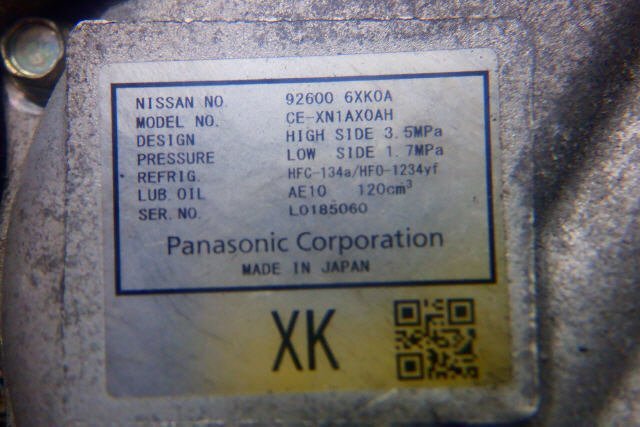 NISSAN NO. 92600 6XK0A
MODEL NO. CE-XN1AX0AH
DESIGN HIGH SIDE 3.5MPa
PRESSURE LOW SIDE 1.7MPa
REFRIG. HFC-134a/HFO-1234yf
LUB. OIL AE10 120cm³
SER. NO. L0185060
Panasonic Corporation
MADE IN JAPAN
XK